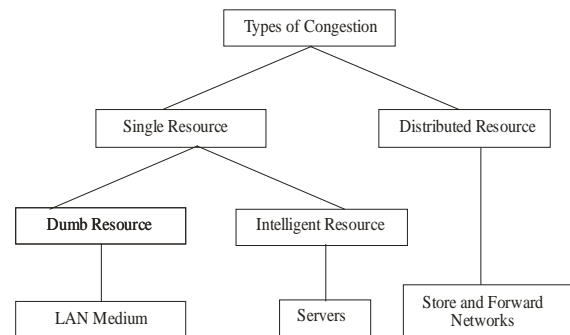 Types of Congestion
Single Resource
Distributed Resource
Dumb Resource
Intelligent Resource
LAN Medium
Servers
Store and Forward
Networks